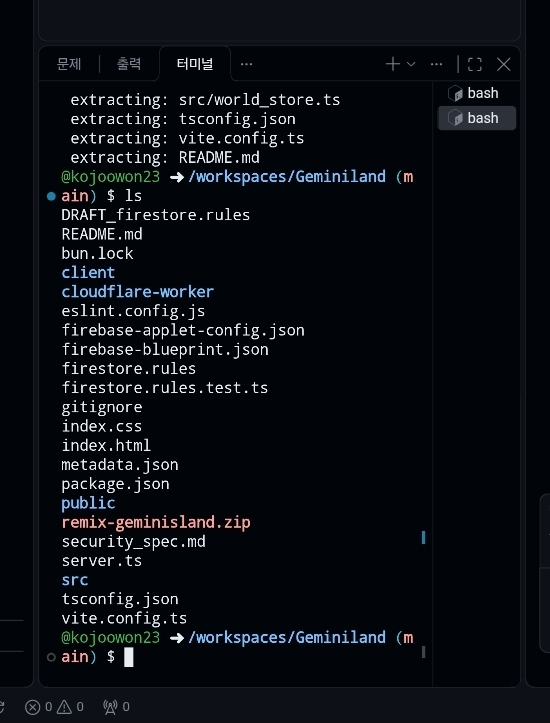 문제 출력 터미널 ···
bash
bash
extracting: src/world_store.ts
extracting: tsconfig.json
extracting: vite.config.ts
extracting: README.md
@kojoowon23 ➜ /workspaces/Geminiland (m
ain) $ ls
DRAFT_firestore.rules
README.md
bun.lock
client
cloudflare-worker
eslint.config.js
firebase-applet-config.json
firebase-blueprint.json
firestore.rules
firestore.rules.test.ts
gitignore
index.css
index.html
metadata.json
package.json
public
remix-geminisland.zip
security_spec.md
server.ts
src
tsconfig.json
vite.config.ts
@kojoowon23 ➜ /workspaces/Geminiland (m
ain) $
0 0 0